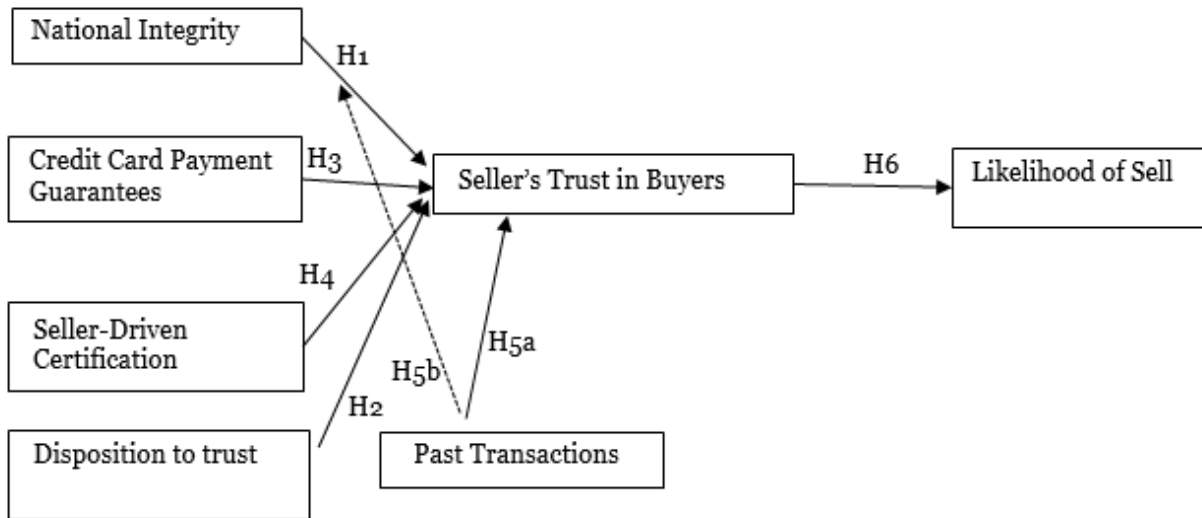 National Integrity
H1
Credit Card Payment
Guarantees
H3
Seller's Trust in Buyers
H6
Likelihood of Sell
H4
Seller-Driven
Certification
H5b
H5a
H2
Disposition to trust
Past Transactions